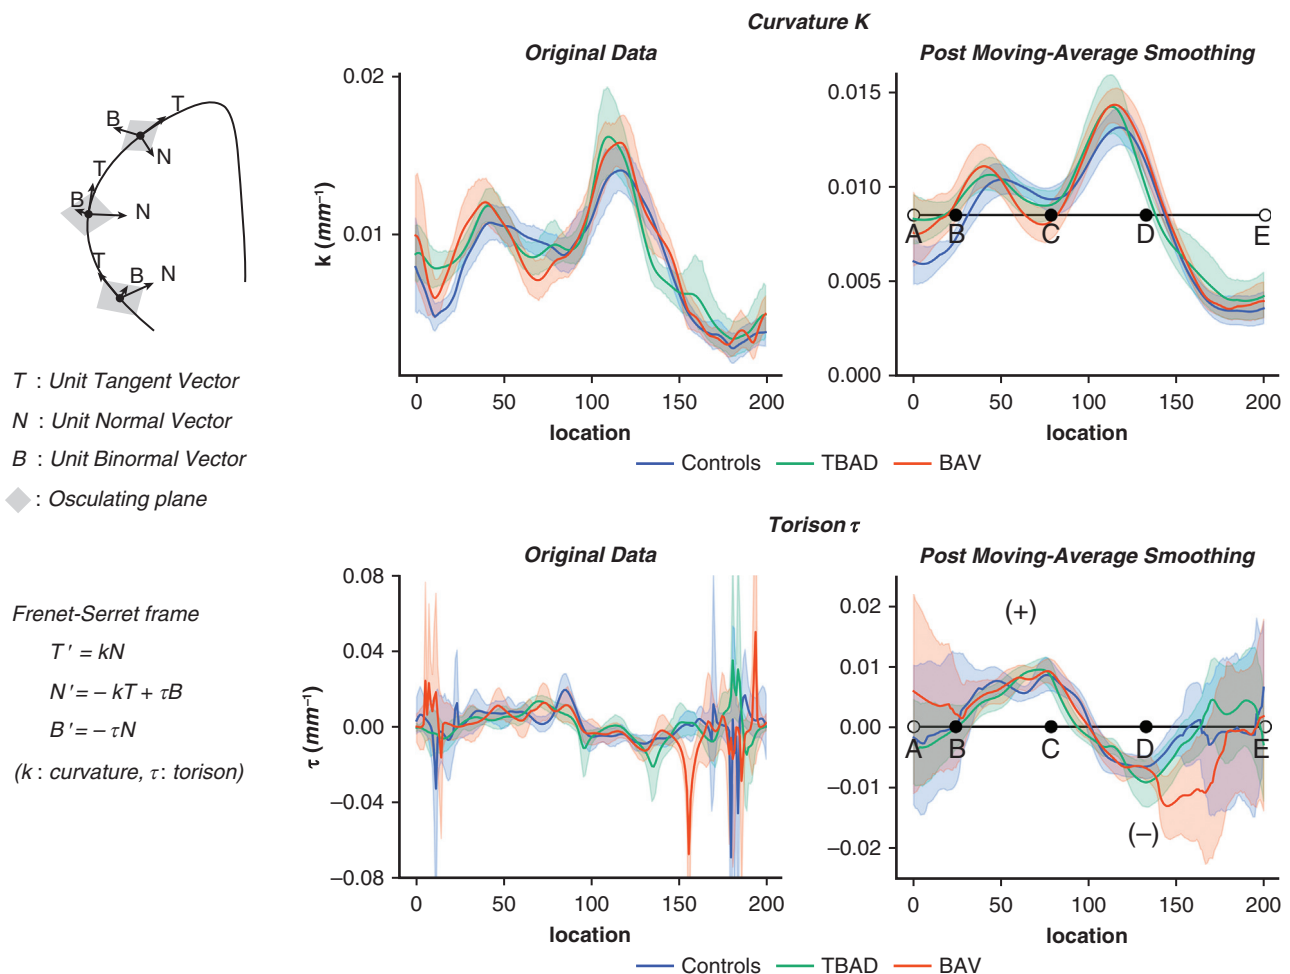 Curvature K
Original Data
Post Moving-Average Smoothing
T
B
N
T
B
N
T
B
N
T : Unit Tangent Vector
N : Unit Normal Vector
B : Unit Binormal Vector
: Osculating plane
k (mm⁻¹)
0.02
0.01
0 50 100 150 200
location
0.015
0.010
0.005
0.000
A B C D E
0 50 100 150 200
location
Controls TBAD BAV
Torison τ
Original Data
Post Moving-Average Smoothing
Frenet-Serret frame
T' = kN
N' = − kT + τB
B' = − τN
(k : curvature, τ : torison)
τ (mm⁻¹)
0.08
0.04
0.00
−0.04
−0.08
0 50 100 150 200
location
0.02
0.01
0.00
−0.01
−0.02
(+)
A B C D E
(−)
0 50 100 150 200
location
Controls TBAD BAV